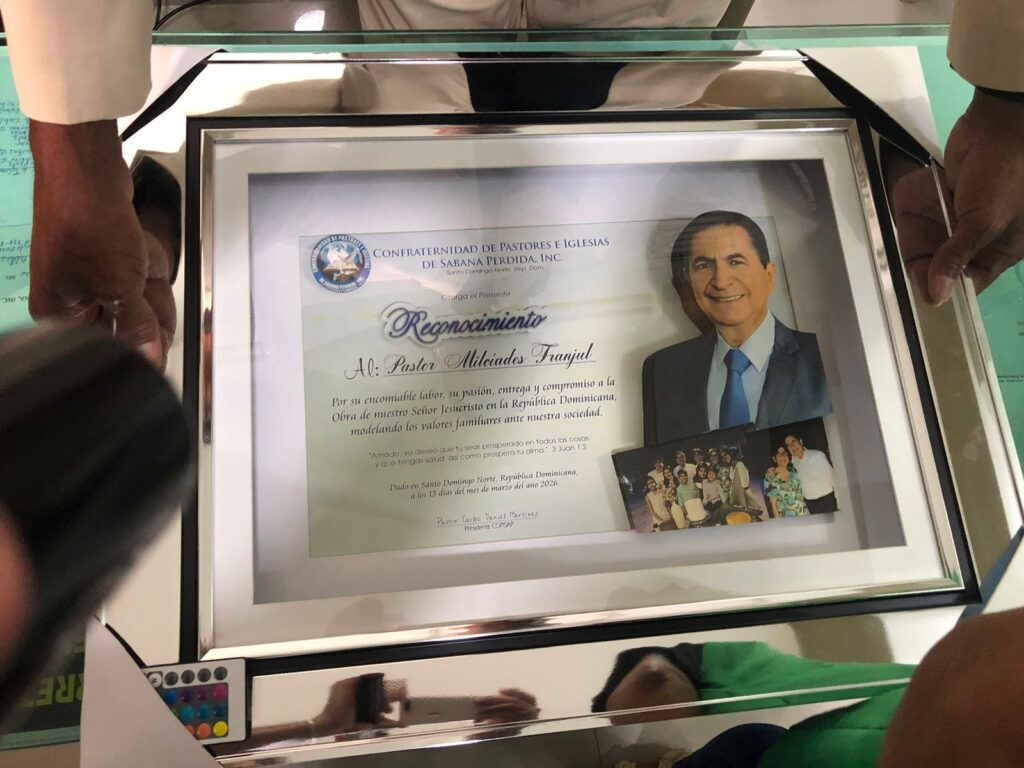 CONFRATERNIDAD DE PASTORES E IGLESIAS
DE SABANA PERDIDA, INC.
Santo Domingo Norte, Rep. Dom.
Otorga el Presente
Reconocimiento
Al: Pastor Milciades Franjul
Por su encomiable labor, su pasión, entrega y compromiso a la
Obra de nuestro Señor Jesucristo en la República Dominicana,
modelando los valores familiares ante nuestra sociedad.
"Amado, yo deseo que tú seas prosperado en todas las cosas,
y que tengas salud, así como prospera tu alma." 3 Juan 1:2
Dado en Santo Domingo Norte, República Dominicana,
a los 13 días del mes de marzo del año 2026.
Pastor Carlos Daniel Martínez
Presidente COPISAP